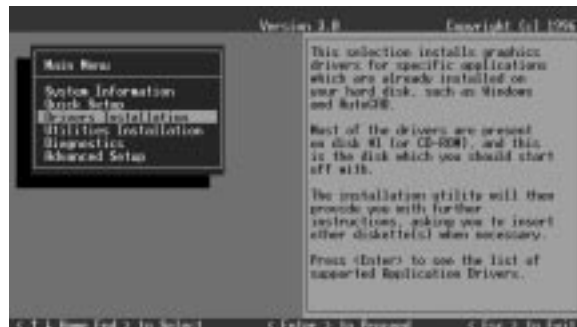 Version 3.0 Copyright (c) 1996
Main Menu
System Information
Quick Setup
Drivers Installation
Utilities Installation
Diagnostics
Advanced Setup
This selection installs graphics
drivers for specific applications
which are already installed on
your hard disk, such as Windows
and AutoCAD.
Most of the drivers are present
on disk #1 (or CD-ROM), and this
is the disk which you should start
off with.
The installation utility will then
provide you with further
instructions, asking you to insert
other diskette(s) when necessary.
Press <Enter> to see the list of
supported Application Drivers.